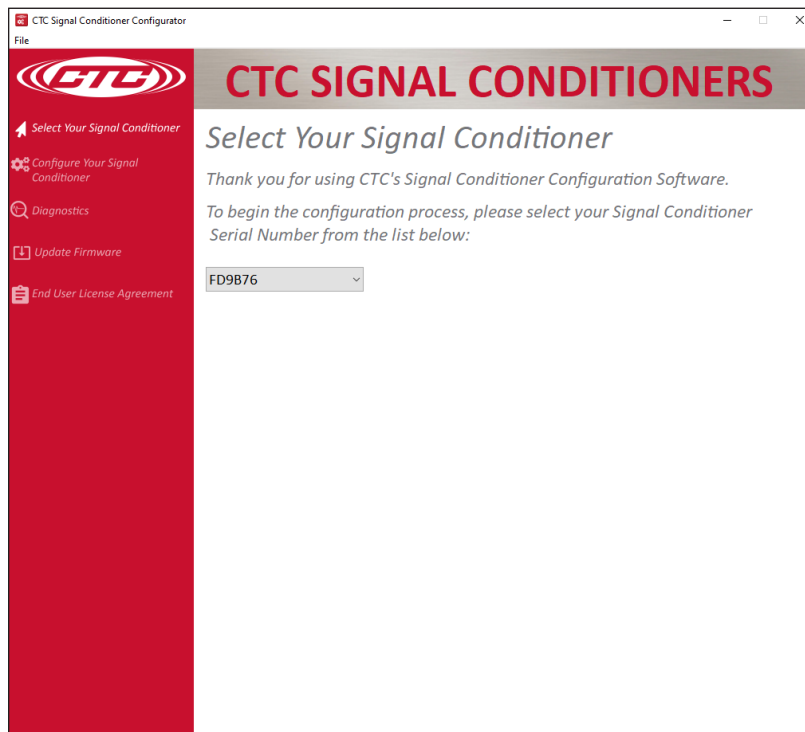 CTC Signal Conditioner Configurator
File
CTC
CTC SIGNAL CONDITIONERS
Select Your Signal Conditioner
Configure Your Signal
Conditioner
Diagnostics
Update Firmware
End User License Agreement
Select Your Signal Conditioner
Thank you for using CTC's Signal Conditioner Configuration Software.
To begin the configuration process, please select your Signal Conditioner
Serial Number from the list below:
FD9B76